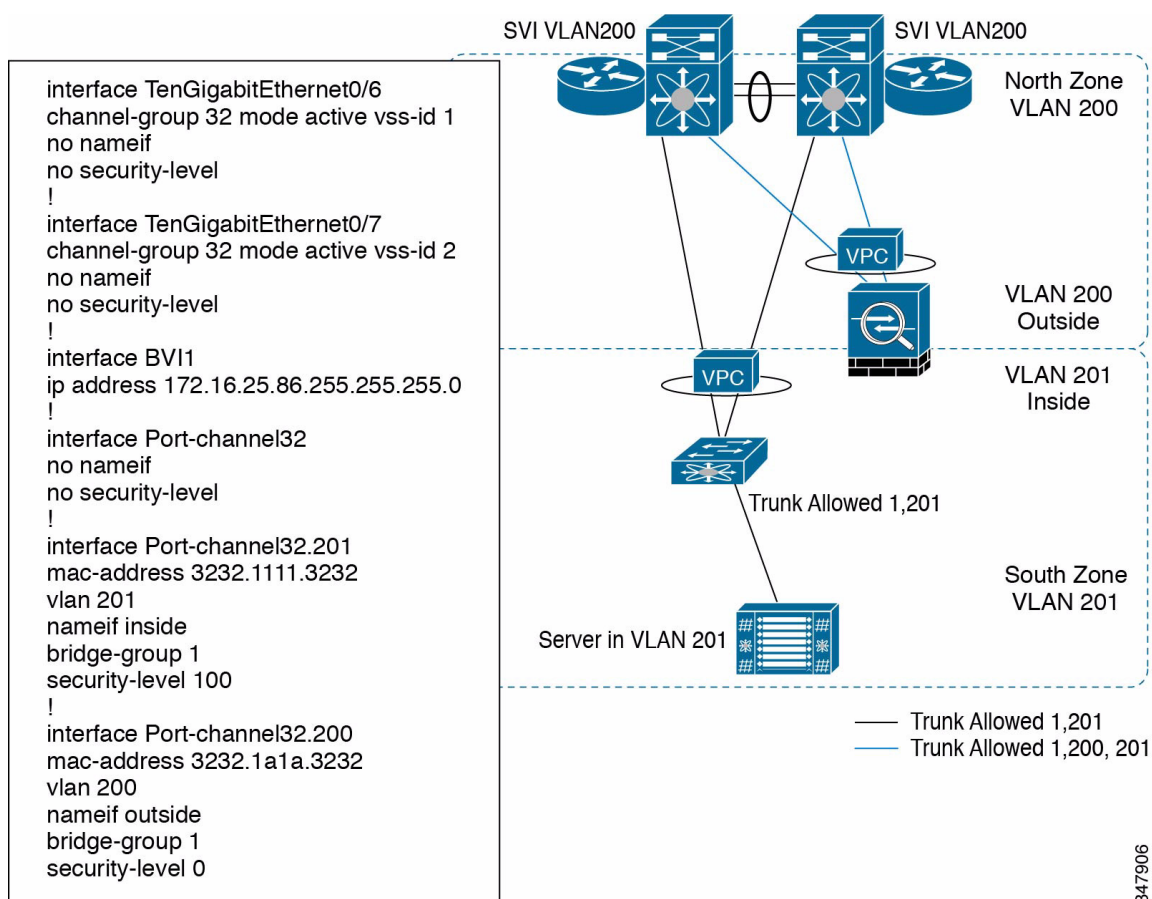 interface TenGigabitEthernet0/6
channel-group 32 mode active vss-id 1
no nameif
no security-level
!
interface TenGigabitEthernet0/7
channel-group 32 mode active vss-id 2
no nameif
no security-level
!
interface BVI1
ip address 172.16.25.86.255.255.255.0
!
interface Port-channel32
no nameif
no security-level
!
interface Port-channel32.201
mac-address 3232.1111.3232
vlan 201
nameif inside
bridge-group 1
security-level 100
!
interface Port-channel32.200
mac-address 3232.1a1a.3232
vlan 200
nameif outside
bridge-group 1
security-level 0
SVI VLAN200
SVI VLAN200
North Zone
VLAN 200
VPC
VLAN 200
Outside
VPC
VLAN 201
Inside
Trunk Allowed 1,201
South Zone
VLAN 201
Server in VLAN 201
Trunk Allowed 1,201
Trunk Allowed 1,200, 201
347906